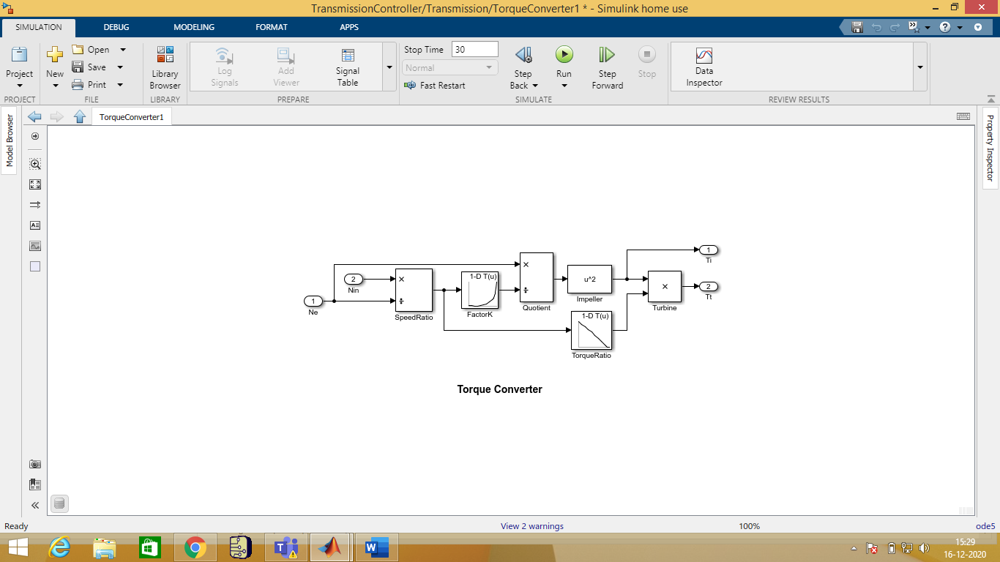 TransmissionController/Transmission/TorqueConverter1 * - Simulink home use
SIMULATION DEBUG MODELING FORMAT APPS
Project
New
Open
Save
Print
Library
Browser
Log
Signals
Add
Viewer
Signal
Table
Stop Time 30
Normal
Fast Restart
Step
Back
Run
Step
Forward
Stop
Data
Inspector
PROJECT FILE LIBRARY PREPARE SIMULATE REVIEW RESULTS
Model Browser
TorqueConverter1
Property Inspector
1
Ne
2
Nin
×
÷
SpeedRatio
1-D T(u)
FactorK
×
÷
Quotient
u^2
Impeller
1-D T(u)
TorqueRatio
×
Turbine
1
Ti
2
Tt
Torque Converter
Ready View 2 warnings 100% ode5
15:29
16-12-2020